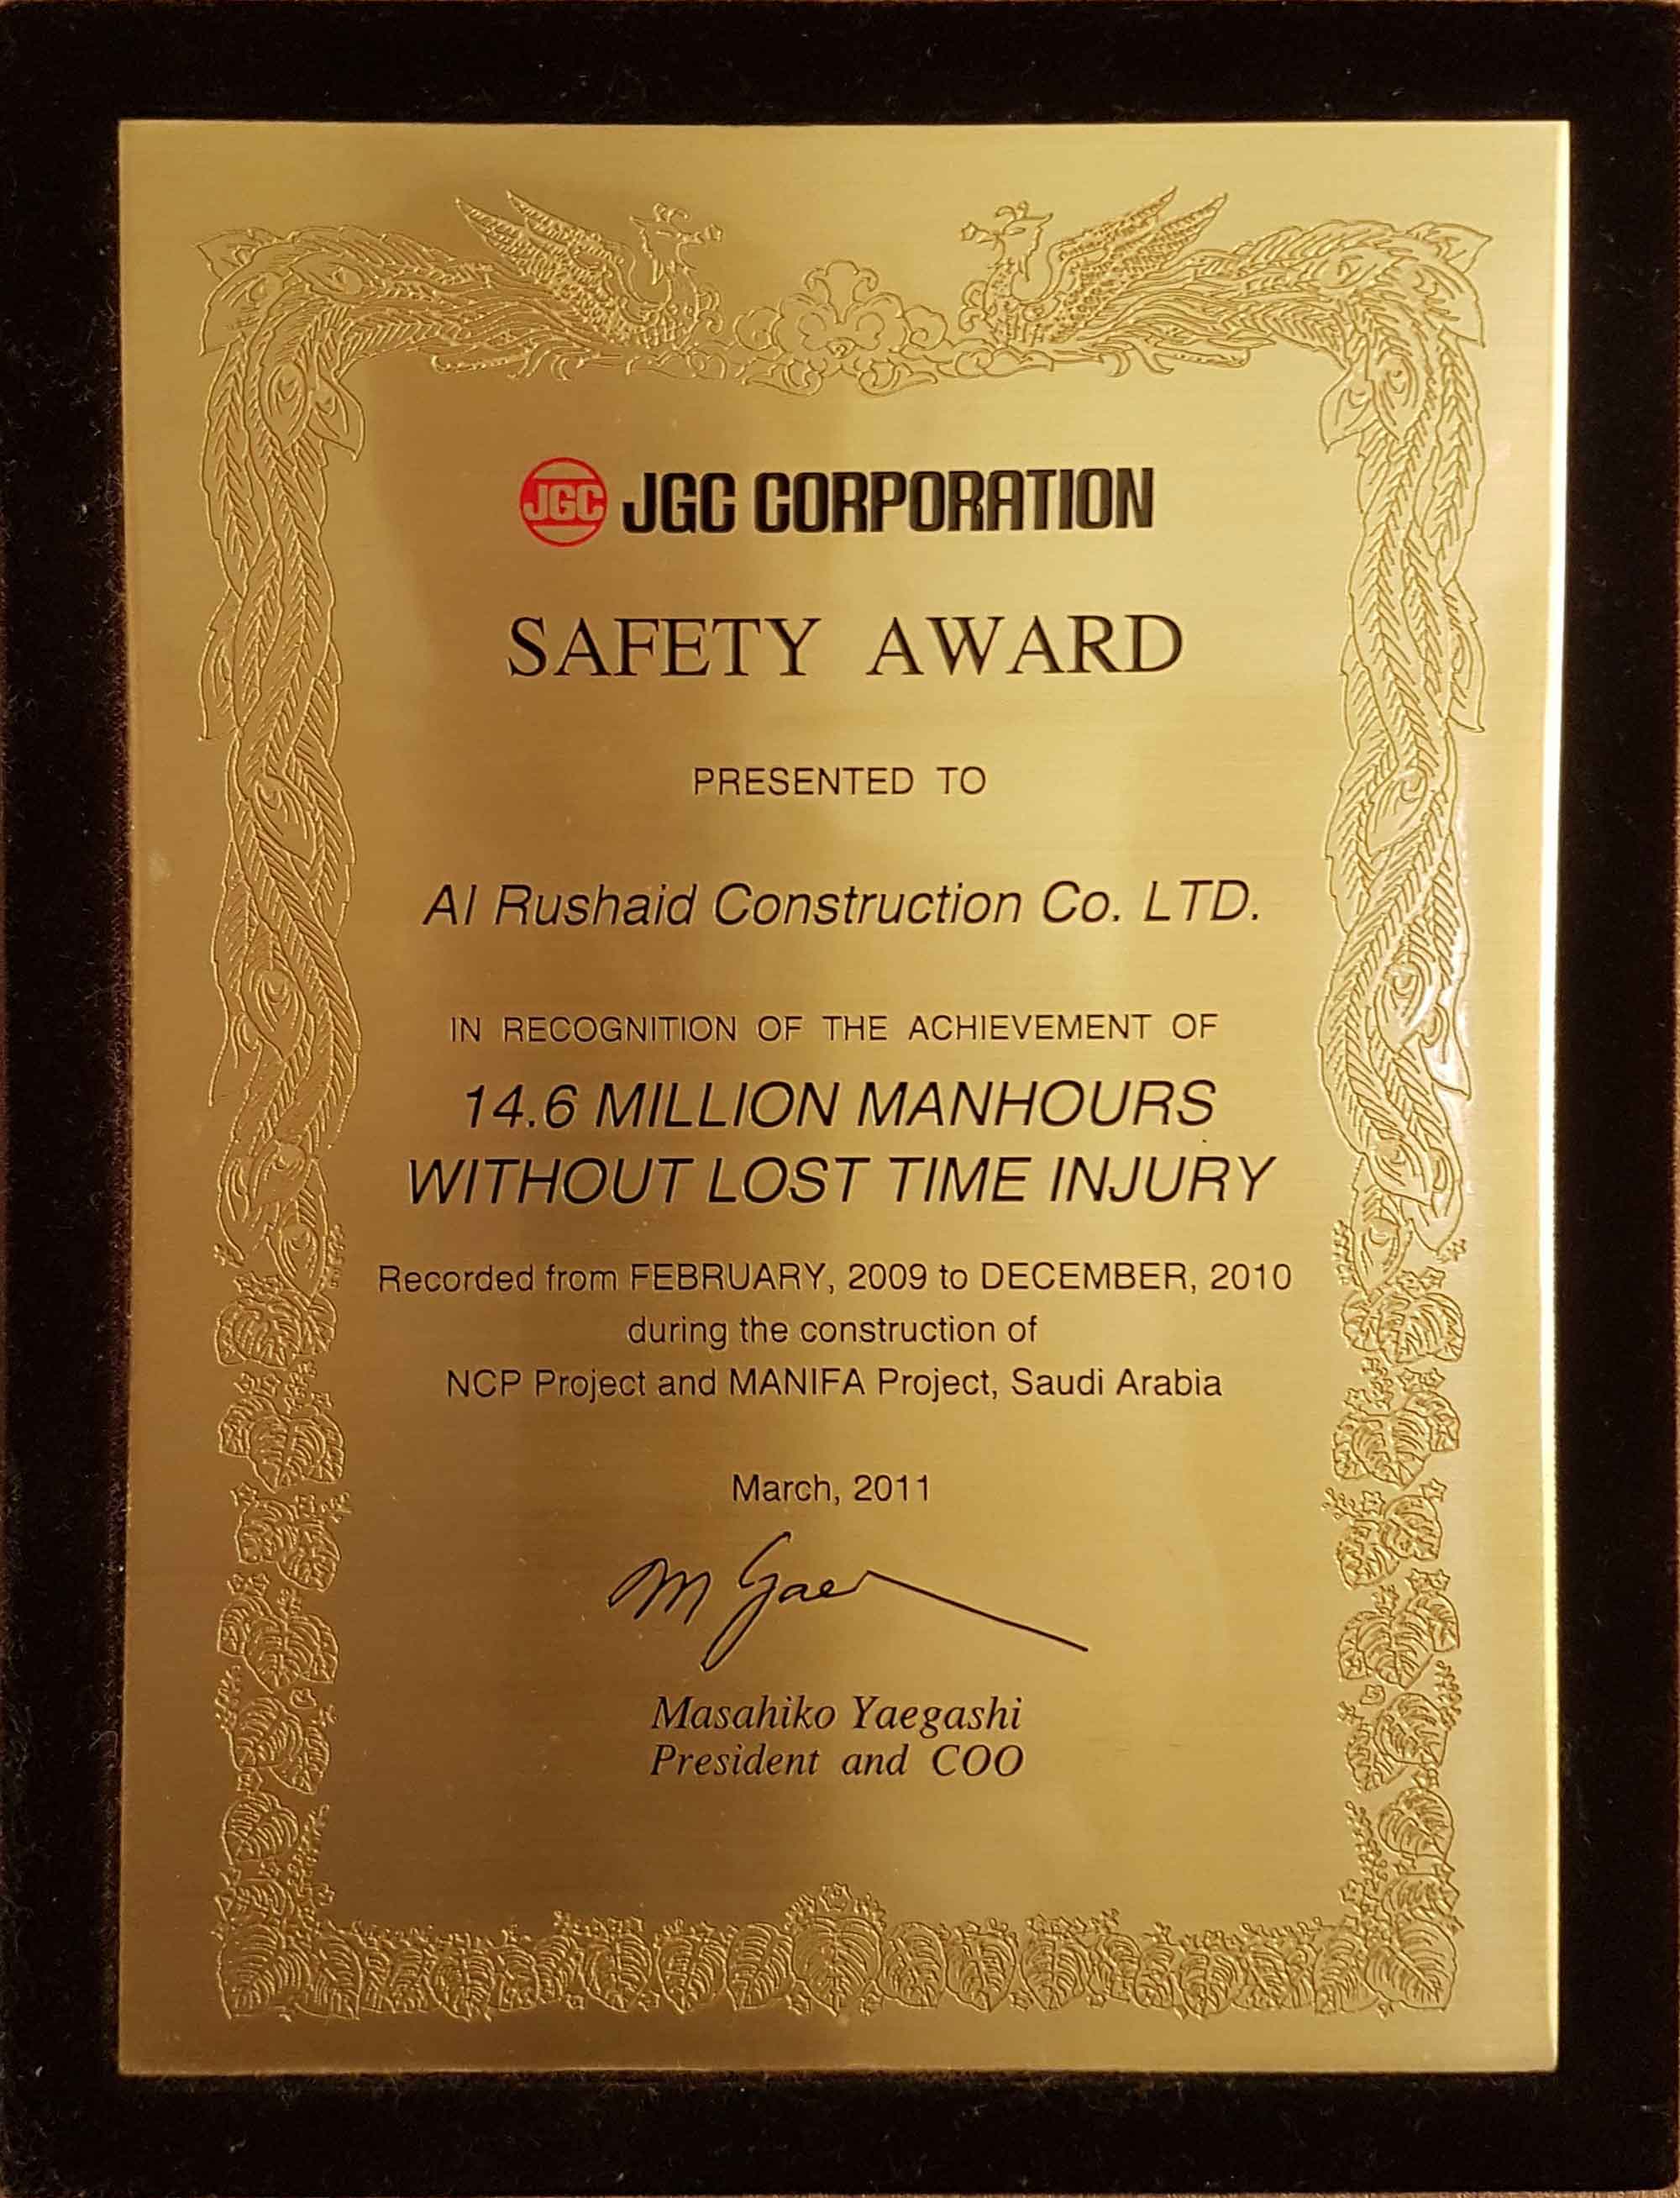 JGC JGC CORPORATION
SAFETY AWARD
PRESENTED TO
Al Rushaid Construction Co. LTD.
IN RECOGNITION OF THE ACHIEVEMENT OF
14.6 MILLION MANHOURS
WITHOUT LOST TIME INJURY
Recorded from FEBRUARY, 2009 to DECEMBER, 2010
during the construction of
NCP Project and MANIFA Project, Saudi Arabia
March, 2011
Masahiko Yaegashi
President and COO